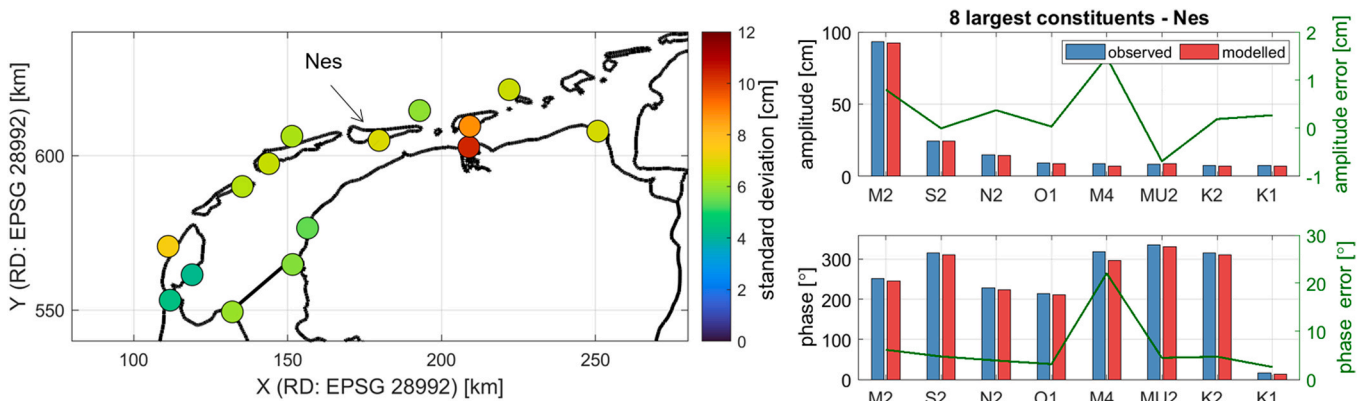 Nes
Y (RD: EPSG 28992) [km]
600
550
100 150 200 250
X (RD: EPSG 28992) [km]
12
10
8
6
4
2
0
standard deviation [cm]
8 largest constituents - Nes
observed modelled
amplitude [cm]
100
50
0
M2 S2 N2 O1 M4 MU2 K2 K1
2
1
0
-1
amplitude error [cm]
phase [°]
300
200
100
0
M2 S2 N2 O1 M4 MU2 K2 K1
30
20
10
0
phase error [°]